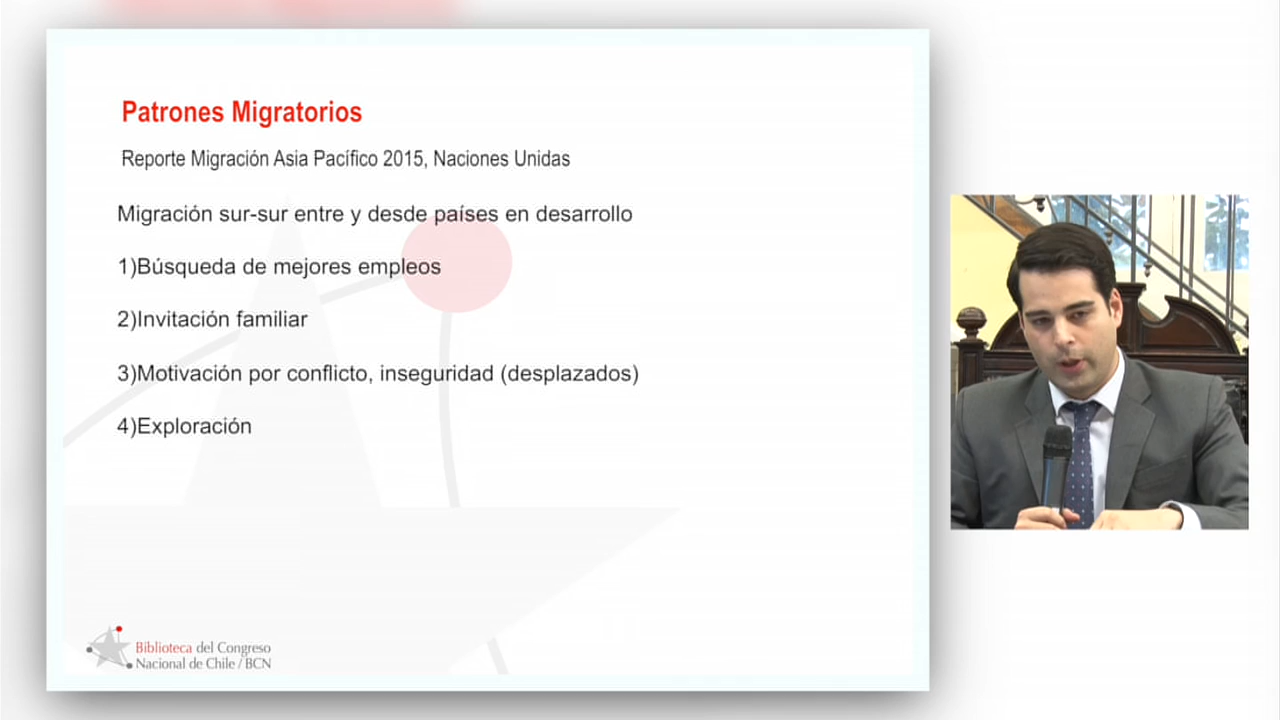 Patrones Migratorios
Reporte Migración Asia Pacífico 2015, Naciones Unidas
Migración sur-sur entre y desde países en desarrollo
1)Búsqueda de mejores empleos
2)Invitación familiar
3)Motivación por conflicto, inseguridad (desplazados)
4)Exploración
Biblioteca del Congreso
Nacional de Chile / BCN